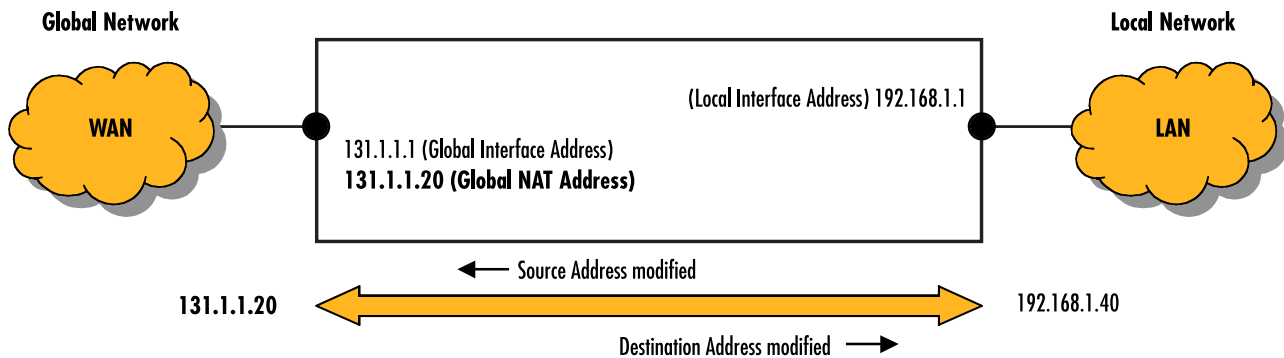 Global Network
Local Network
WAN
(Local Interface Address) 192.168.1.1
LAN
131.1.1.1 (Global Interface Address)
131.1.1.20 (Global NAT Address)
Source Address modified
131.1.1.20
192.168.1.40
Destination Address modified